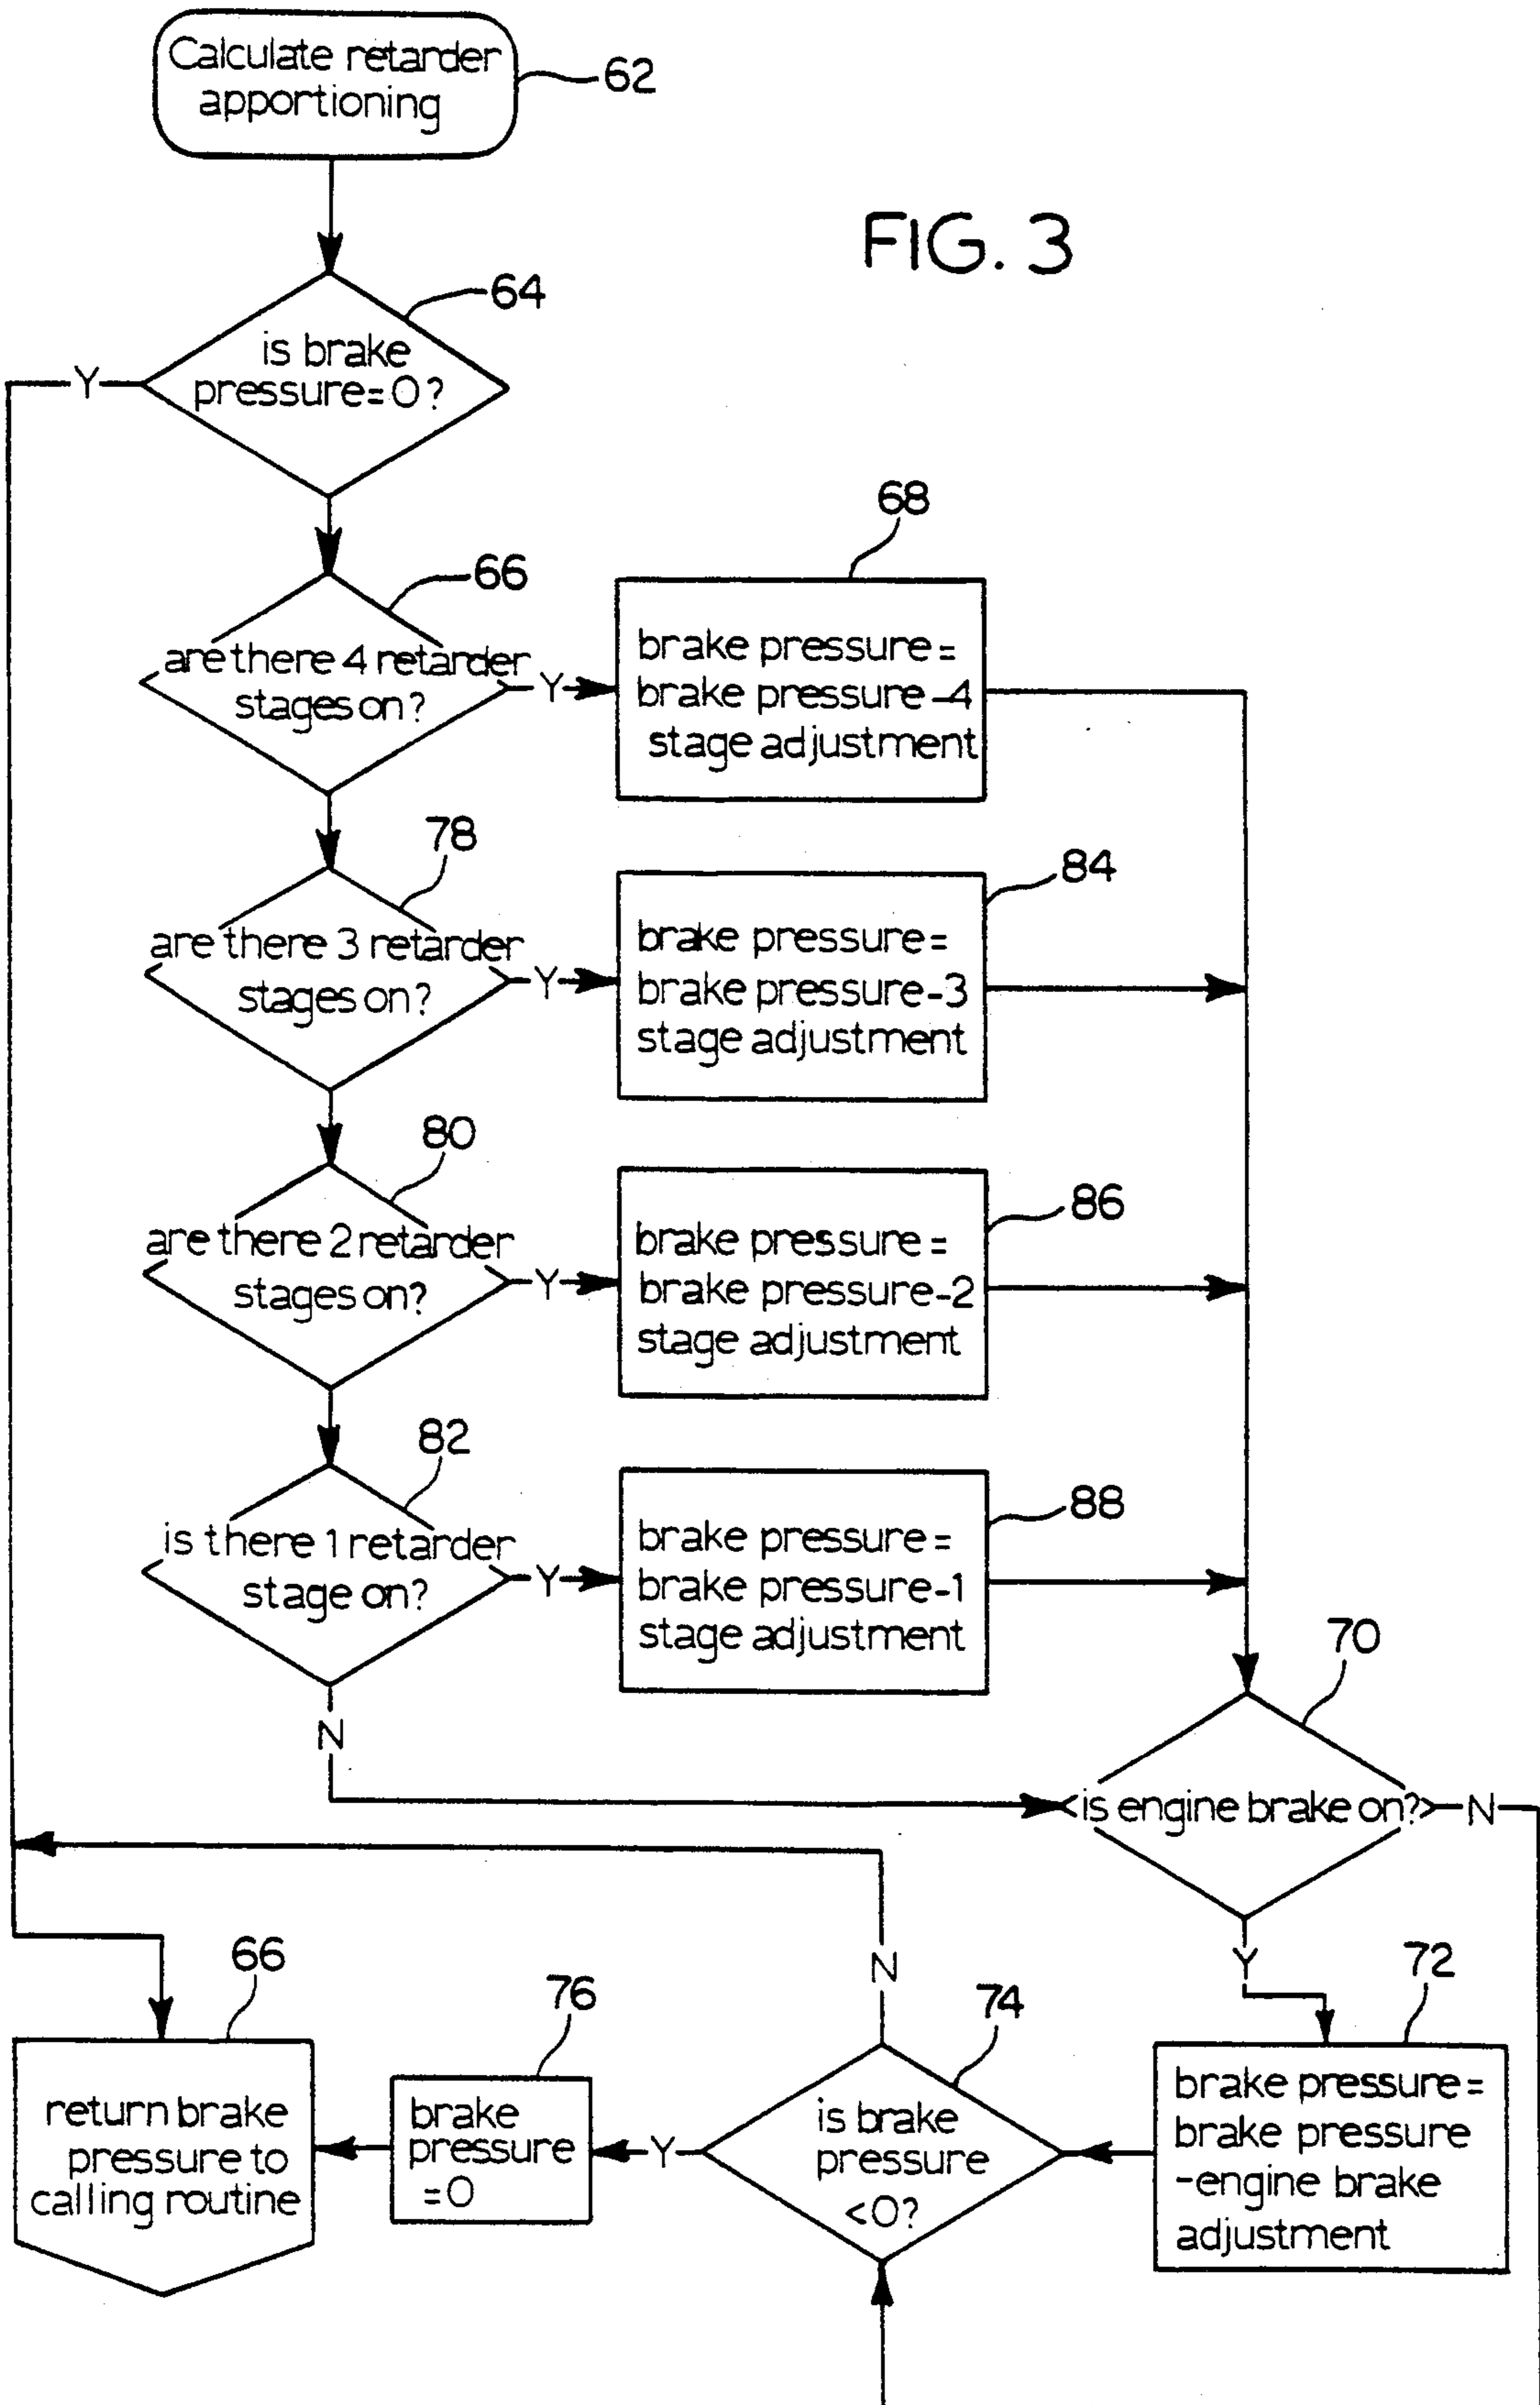 Calculate retarder
apportioning
62
FIG. 3
64
is brake
pressure=0?
Y
68
66
are there 4 retarder
stages on?
Y
brake pressure=
brake pressure-4
stage adjustment
78
84
are there 3 retarder
stages on?
Y
brake pressure=
brake pressure-3
stage adjustment
80
86
are there 2 retarder
stages on?
Y
brake pressure=
brake pressure-2
stage adjustment
82
88
is there 1 retarder
stage on?
Y
brake pressure=
brake pressure-1
stage adjustment
70
N
is engine brake on?
N
Y
66
return brake
pressure to
calling routine
76
brake
pressure
=0
Y
N
74
is brake
pressure
<0?
72
brake pressure=
brake pressure
-engine brake
adjustment